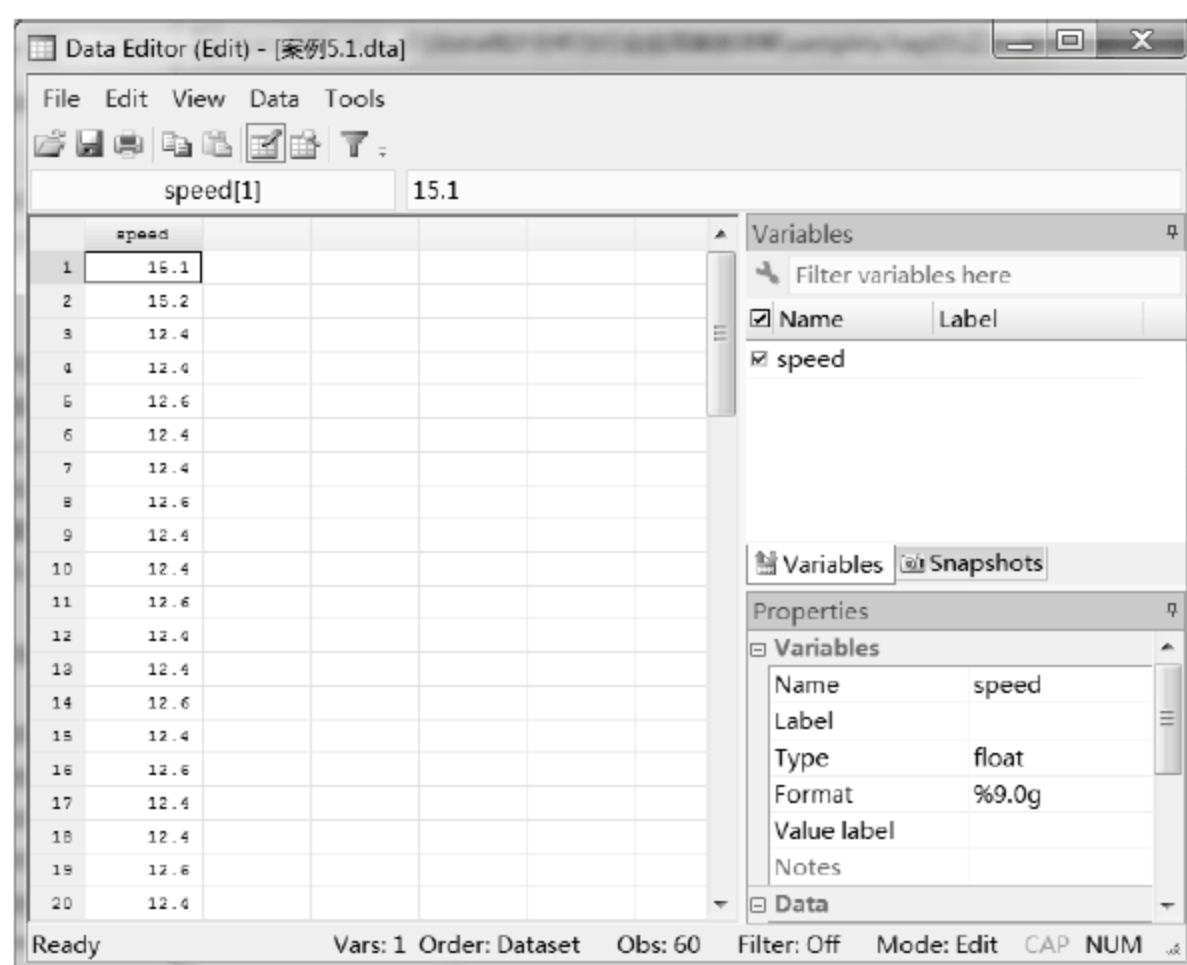 Data Editor (Edit) - [案例5.1.dta]
File Edit View Data Tools
speed[1] 15.1
speed
1 15.1
2 15.2
3 12.4
4 12.4
5 12.6
6 12.4
7 12.4
8 12.6
9 12.4
10 12.4
11 12.6
12 12.4
13 12.4
14 12.6
15 12.4
16 12.6
17 12.4
18 12.4
19 12.6
20 12.4
Variables
Filter variables here
Name Label
speed
Variables Snapshots
Properties
Variables
Name speed
Label
Type float
Format %9.0g
Value label
Notes
Data
Ready Vars: 1 Order: Dataset Obs: 60 Filter: Off Mode: Edit CAP NUM